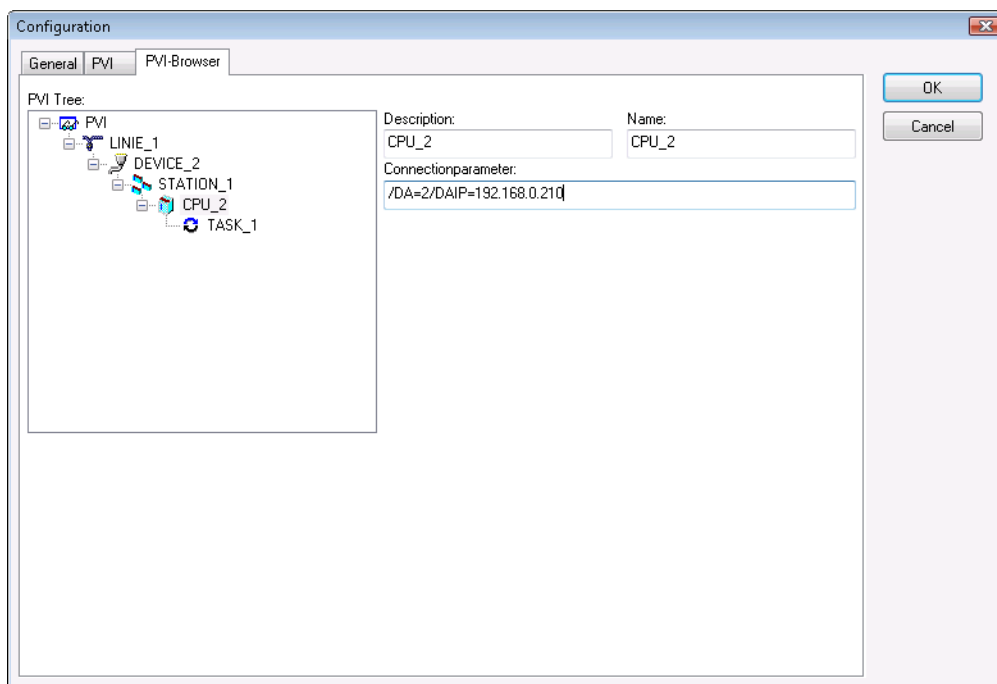 Configuration
General PVI PVI-Browser
PVI Tree:
PVI
LINIE_1
DEVICE_2
STATION_1
CPU_2
TASK_1
Description: Name:
CPU_2 CPU_2
Connectionparameter:
/DA=2/DAIP=192.168.0.210
OK
Cancel